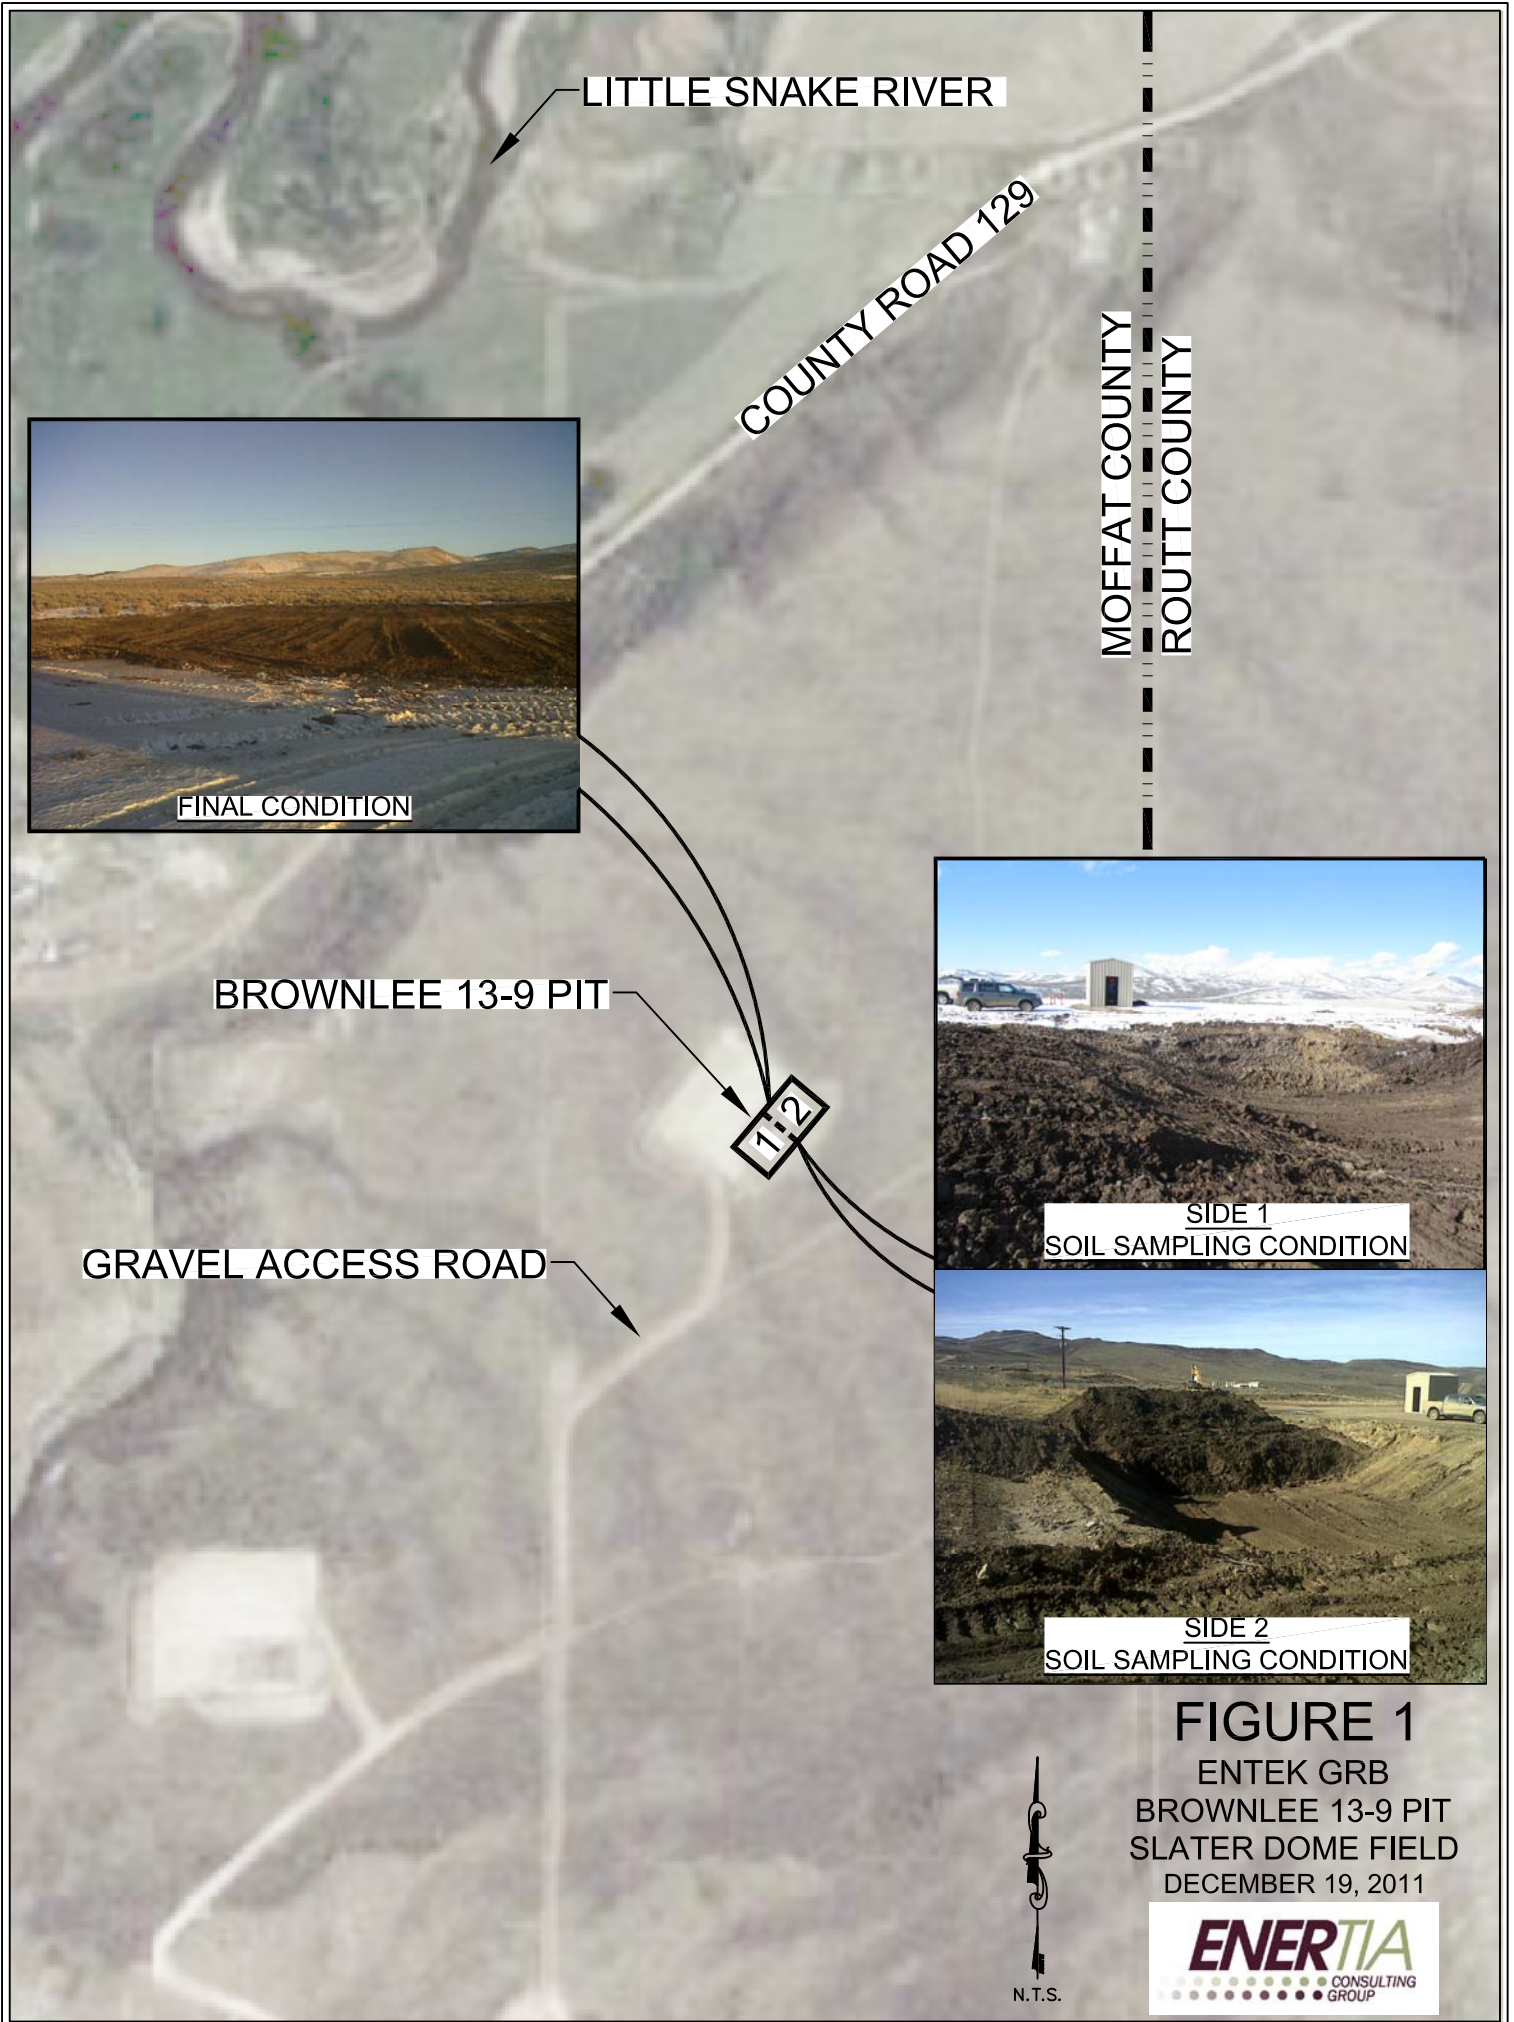 LITTLE SNAKE RIVER
COUNTY ROAD 129
MOFFAT COUNTY
ROUTT COUNTY
FINAL CONDITION
BROWNLEE 13-9 PIT
1
2
SIDE 1
SOIL SAMPLING CONDITION
GRAVEL ACCESS ROAD
SIDE 2
SOIL SAMPLING CONDITION
FIGURE 1
ENTEK GRB
BROWNLEE 13-9 PIT
SLATER DOME FIELD
DECEMBER 19, 2011
N.T.S.
ENERTIA
CONSULTING
GROUP